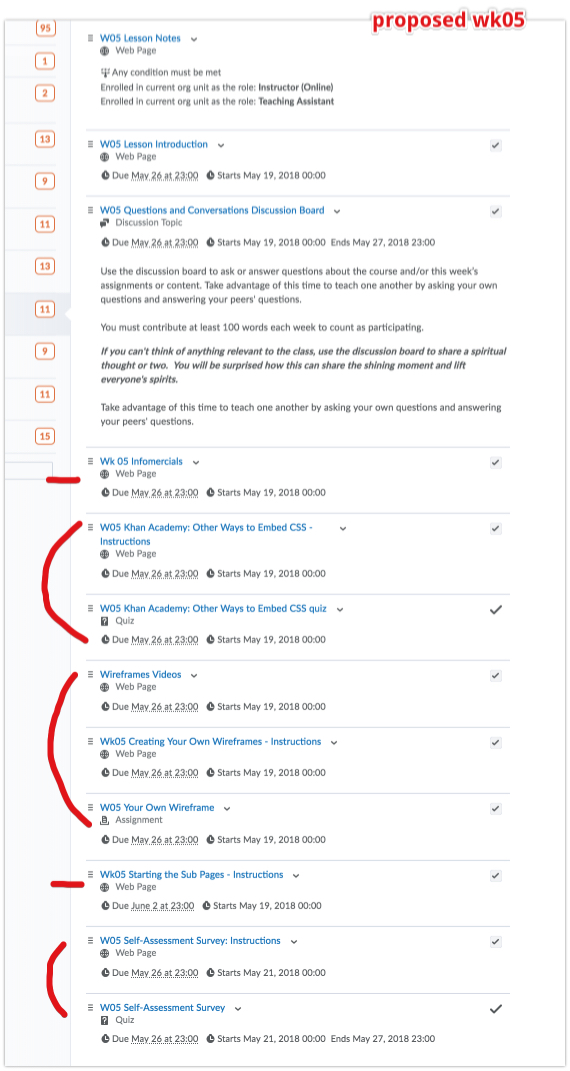 proposed wk05
95
1
2
13
9
11
13
11
9
11
15
W05 Lesson Notes
Web Page
Any condition must be met
Enrolled in current org unit as the role: Instructor (Online)
Enrolled in current org unit as the role: Teaching Assistant
W05 Lesson Introduction
Web Page
Due May 26 at 23:00 Starts May 19, 2018 00:00
W05 Questions and Conversations Discussion Board
Discussion Topic
Due May 26 at 23:00 Starts May 19, 2018 00:00 Ends May 27, 2018 23:00
Use the discussion board to ask or answer questions about the course and/or this week's
assignments or content. Take advantage of this time to teach one another by asking your own
questions and answering your peers' questions.
You must contribute at least 100 words each week to count as participating.
If you can't think of anything relevant to the class, use the discussion board to share a spiritual
thought or two. You will be surprised how this can share the shining moment and lift
everyone's spirits.
Take advantage of this time to teach one another by asking your own questions and answering
your peers' questions.
Wk 05 Infomercials
Web Page
Due May 26 at 23:00 Starts May 19, 2018 00:00
W05 Khan Academy: Other Ways to Embed CSS -
Instructions
Web Page
Due May 26 at 23:00 Starts May 19, 2018 00:00
W05 Khan Academy: Other Ways to Embed CSS quiz
Quiz
Due May 26 at 23:00 Starts May 19, 2018 00:00
Wireframes Videos
Web Page
Due May 26 at 23:00 Starts May 19, 2018 00:00
Wk05 Creating Your Own Wireframes - Instructions
Web Page
Due May 26 at 23:00 Starts May 19, 2018 00:00
W05 Your Own Wireframe
Assignment
Due May 26 at 23:00 Starts May 19, 2018 00:00
Wk05 Starting the Sub Pages - Instructions
Web Page
Due June 2 at 23:00 Starts May 19, 2018 00:00
W05 Self-Assessment Survey: Instructions
Web Page
Due May 26 at 23:00 Starts May 21, 2018 00:00
W05 Self-Assessment Survey
Quiz
Due May 26 at 23:00 Starts May 21, 2018 00:00 Ends May 27, 2018 23:00